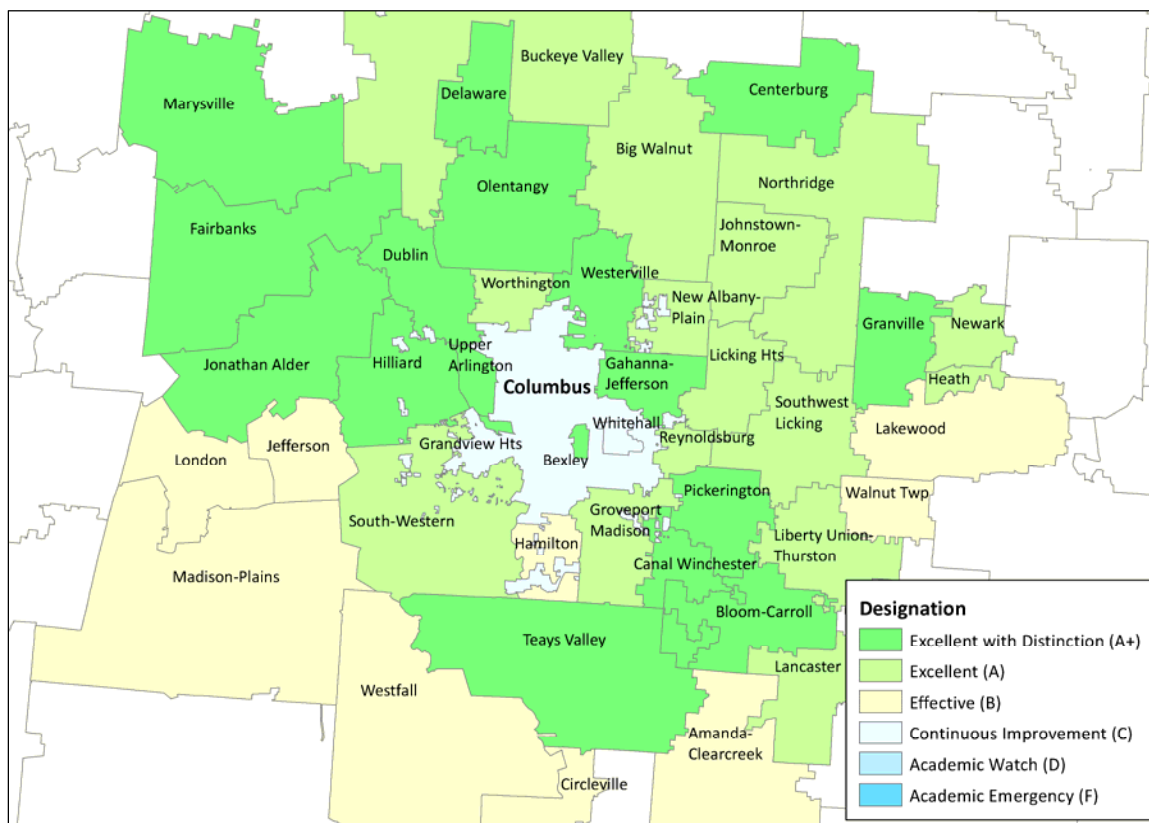 Buckeye Valley
Marysville
Delaware
Centerburg
Big Walnut
Olentangy
Northridge
Fairbanks
Johnstown-
Monroe
Dublin
Westerville
Worthington
New Albany-
Plain
Granville
Newark
Upper
Arlington
Jonathan Alder
Hilliard
Gahanna-
Jefferson
Licking Hts
Heath
Columbus
Southwest
Licking
Whitehall
Lakewood
Grandview Hts
Reynoldsburg
Jefferson
London
Bexley
Pickerington
Walnut Twp
Groveport
Madison
South-Western
Liberty Union-
Thurston
Hamilton
Canal Winchester
Madison-Plains
Bloom-Carroll
Teays Valley
Lancaster
Westfall
Amanda-
Clearcreek
Circleville
Designation
Excellent with Distinction (A+)
Excellent (A)
Effective (B)
Continuous Improvement (C)
Academic Watch (D)
Academic Emergency (F)